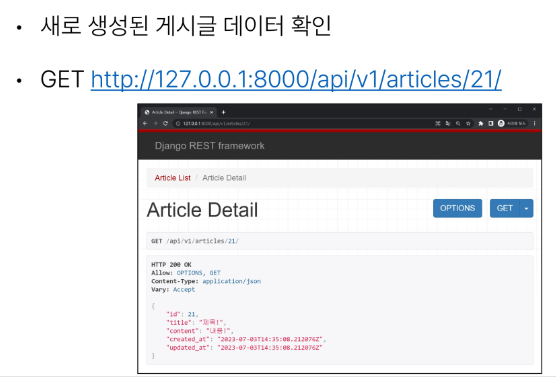 • 새로 생성된 게시글 데이터 확인
• GET http://127.0.0.1:8000/api/v1/articles/21/
Article Detail – Django REST Fra
127.0.0.1:8000/api/v1/articles/21/
Django REST framework
Article List / Article Detail
Article Detail
OPTIONS
GET
GET /api/v1/articles/21/
HTTP 200 OK
Allow: OPTIONS, GET
Content-Type: application/json
Vary: Accept
{
"id": 21,
"title": "제목!",
"content": "내용!",
"created_at": "2023-07-03T14:35:08.212076Z",
"updated_at": "2023-07-03T14:35:08.212076Z"
}